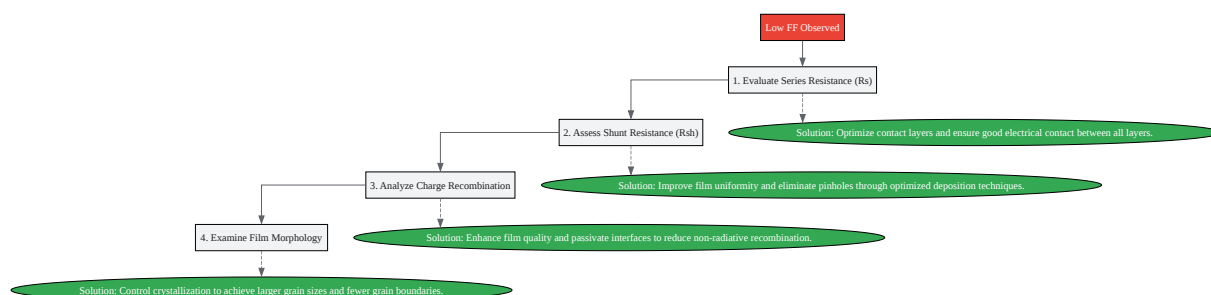 Low FF Observed
1. Evaluate Series Resistance (Rs)
Solution: Optimize contact layers and ensure good electrical contact between all layers.
2. Assess Shunt Resistance (Rsh)
Solution: Improve film uniformity and eliminate pinholes through optimized deposition techniques.
3. Analyze Charge Recombination
Solution: Enhance film quality and passivate interfaces to reduce non-radiative recombination.
4. Examine Film Morphology
Solution: Control crystallization to achieve larger grain sizes and fewer grain boundaries.